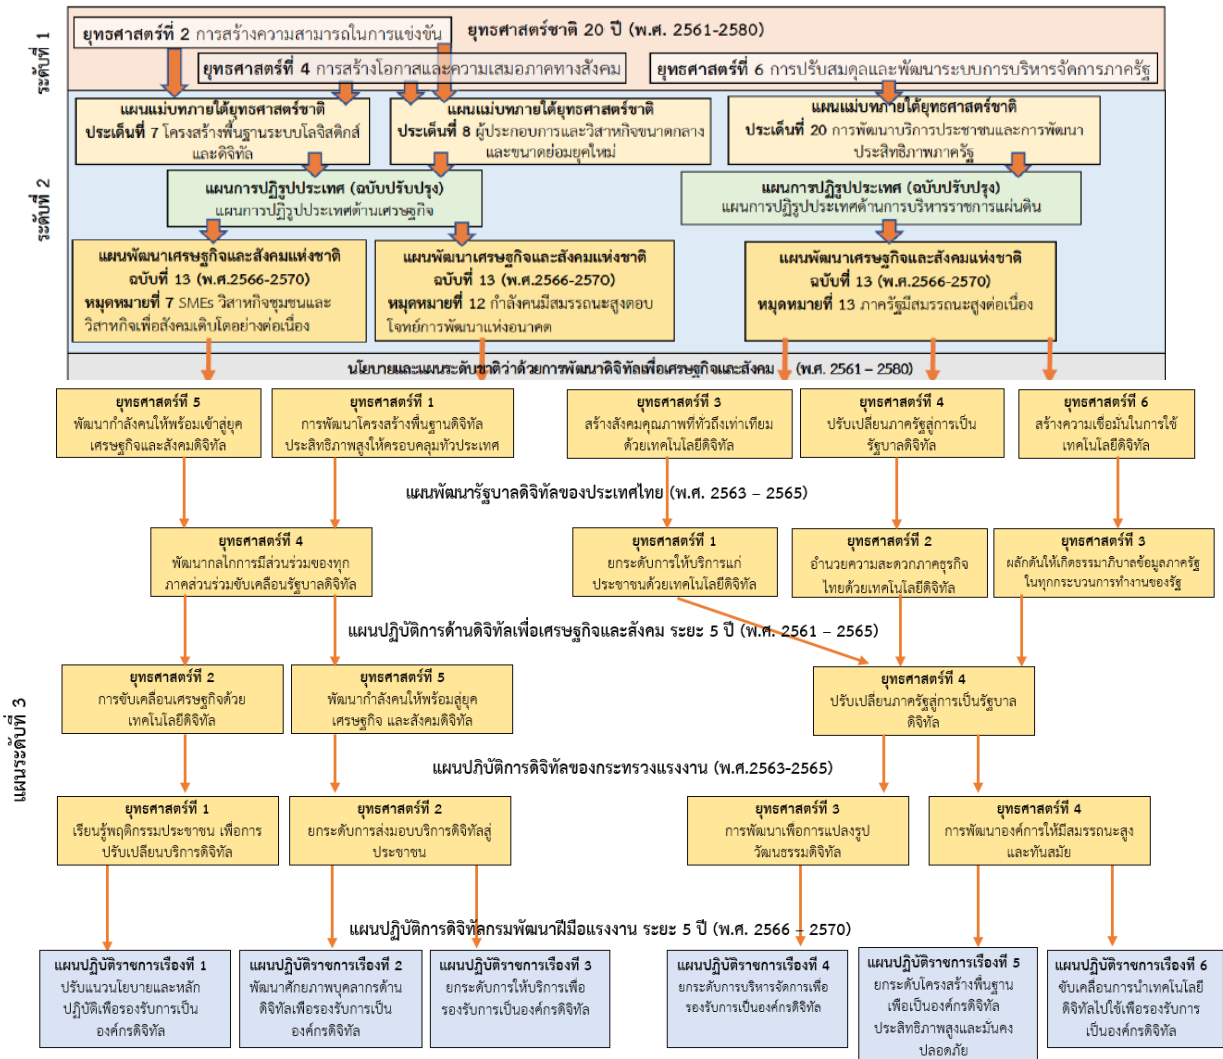 ระดับที่ 1
ยุทธศาสตร์ชาติ 20 ปี (พ.ศ. 2561-2580)
ยุทธศาสตร์ที่ 2 การสร้างความสามารถในการแข่งขัน
ยุทธศาสตร์ที่ 4 การสร้างโอกาสและความเสมอภาคทางสังคม
ยุทธศาสตร์ที่ 6 การปรับสมดุลและพัฒนาระบบการบริหารจัดการภาครัฐ
ระดับที่ 2
แผนแม่บทภายใต้ยุทธศาสตร์ชาติ
ประเด็นที่ 7 โครงสร้างพื้นฐานระบบโลจิสติกส์
และดิจิทัล
แผนแม่บทภายใต้ยุทธศาสตร์ชาติ
ประเด็นที่ 8 ผู้ประกอบการและวิสาหกิจขนาดกลาง
และขนาดย่อมยุคใหม่
แผนแม่บทภายใต้ยุทธศาสตร์ชาติ
ประเด็นที่ 20 การพัฒนาบริการประชาชนและการพัฒนา
ประสิทธิภาพภาครัฐ
แผนการปฏิรูปประเทศ (ฉบับปรับปรุง)
แผนการปฏิรูปประเทศด้านเศรษฐกิจ
แผนการปฏิรูปประเทศ (ฉบับปรับปรุง)
แผนการปฏิรูปประเทศด้านการบริหารราชการแผ่นดิน
แผนพัฒนาเศรษฐกิจและสังคมแห่งชาติ
ฉบับที่ 13 (พ.ศ.2566-2570)
หมุดหมายที่ 7 SMEs วิสาหกิจชุมชนและ
วิสาหกิจเพื่อสังคมเติบโตอย่างต่อเนื่อง
แผนพัฒนาเศรษฐกิจและสังคมแห่งชาติ
ฉบับที่ 13 (พ.ศ.2566-2570)
หมุดหมายที่ 12 กำลังคนมีสมรรถนะสูงตอบ
โจทย์การพัฒนาแห่งอนาคต
แผนพัฒนาเศรษฐกิจและสังคมแห่งชาติ
ฉบับที่ 13 (พ.ศ.2566-2570)
หมุดหมายที่ 13 ภาครัฐมีสมรรถนะสูงต่อเนื่อง
นโยบายและแผนระดับชาติว่าด้วยการพัฒนาดิจิทัลเพื่อเศรษฐกิจและสังคม (พ.ศ. 2561 – 2580)
แผนระดับที่ 3
ยุทธศาสตร์ที่ 5
พัฒนากำลังคนให้พร้อมเข้าสู่ยุค
เศรษฐกิจและสังคมดิจิทัล
ยุทธศาสตร์ที่ 1
การพัฒนาโครงสร้างพื้นฐานดิจิทัล
ประสิทธิภาพสูงให้ครอบคลุมทั่วประเทศ
ยุทธศาสตร์ที่ 3
สร้างสังคมคุณภาพที่ทั่วถึงเท่าเทียม
ด้วยเทคโนโลยีดิจิทัล
ยุทธศาสตร์ที่ 4
ปรับเปลี่ยนภาครัฐสู่การเป็น
รัฐบาลดิจิทัล
ยุทธศาสตร์ที่ 6
สร้างความเชื่อมั่นในการใช้
เทคโนโลยีดิจิทัล
แผนพัฒนารัฐบาลดิจิทัลของประเทศไทย (พ.ศ. 2563 – 2565)
ยุทธศาสตร์ที่ 4
พัฒนากลไกการมีส่วนร่วมของทุก
ภาคส่วนร่วมขับเคลื่อนรัฐบาลดิจิทัล
ยุทธศาสตร์ที่ 1
ยกระดับการให้บริการแก่
ประชาชนด้วยเทคโนโลยีดิจิทัล
ยุทธศาสตร์ที่ 2
อำนวยความสะดวกภาคธุรกิจ
ไทยด้วยเทคโนโลยีดิจิทัล
ยุทธศาสตร์ที่ 3
ผลักดันให้เกิดธรรมาภิบาลข้อมูลภาครัฐ
ในทุกกระบวนการทำงานของรัฐ
แผนปฏิบัติการด้านดิจิทัลเพื่อเศรษฐกิจและสังคม ระยะ 5 ปี (พ.ศ. 2561 – 2565)
ยุทธศาสตร์ที่ 2
การขับเคลื่อนเศรษฐกิจด้วย
เทคโนโลยีดิจิทัล
ยุทธศาสตร์ที่ 5
พัฒนากำลังคนให้พร้อมสู่ยุค
เศรษฐกิจ และสังคมดิจิทัล
ยุทธศาสตร์ที่ 4
ปรับเปลี่ยนภาครัฐสู่การเป็นรัฐบาล
ดิจิทัล
แผนปฏิบัติการดิจิทัลของกระทรวงแรงงาน (พ.ศ.2563-2565)
ยุทธศาสตร์ที่ 1
เรียนรู้พฤติกรรมประชาชน เพื่อการ
ปรับเปลี่ยนบริการดิจิทัล
ยุทธศาสตร์ที่ 2
ยกระดับการส่งมอบบริการดิจิทัลสู่
ประชาชน
ยุทธศาสตร์ที่ 3
การพัฒนาเพื่อการแปลงรูป
วัฒนธรรมดิจิทัล
ยุทธศาสตร์ที่ 4
การพัฒนาองค์การให้มีสมรรถนะสูง
และทันสมัย
แผนปฏิบัติการดิจิทัลกรมพัฒนาฝีมือแรงงาน ระยะ 5 ปี (พ.ศ. 2566 – 2570)
แผนปฏิบัติราชการเรื่องที่ 1
ปรับแนวนโยบายและหลัก
ปฏิบัติเพื่อรองรับการเป็น
องค์กรดิจิทัล
แผนปฏิบัติราชการเรื่องที่ 2
พัฒนาศักยภาพบุคลากรด้าน
ดิจิทัลเพื่อรองรับการเป็น
องค์กรดิจิทัล
แผนปฏิบัติราชการเรื่องที่ 3
ยกระดับการให้บริการเพื่อ
รองรับการเป็นองค์กรดิจิทัล
แผนปฏิบัติราชการเรื่องที่ 4
ยกระดับการบริหารจัดการเพื่อ
รองรับการเป็นองค์กรดิจิทัล
แผนปฏิบัติราชการเรื่องที่ 5
ยกระดับโครงสร้างพื้นฐาน
เพื่อเป็นองค์กรดิจิทัล
ประสิทธิภาพสูงและมั่นคง
ปลอดภัย
แผนปฏิบัติราชการเรื่องที่ 6
ขับเคลื่อนการนำเทคโนโลยี
ดิจิทัลไปใช้เพื่อรองรับการ
เป็นองค์กรดิจิทัล